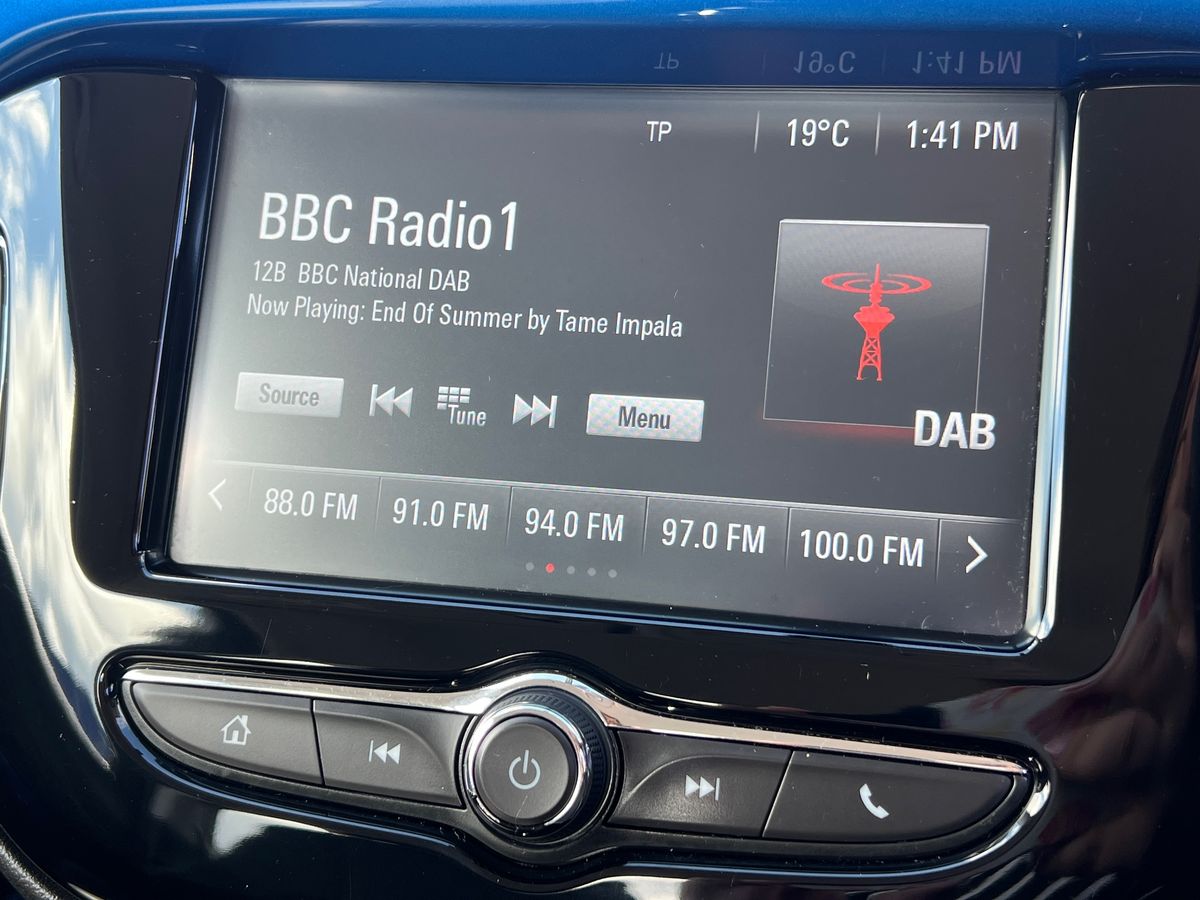 TP 19°C 1:41 PM
BBC Radio1
12B BBC National DAB
Now Playing: End Of Summer by Tame Impala
Source Tune Menu
DAB
88.0 FM 91.0 FM 94.0 FM 97.0 FM 100.0 FM